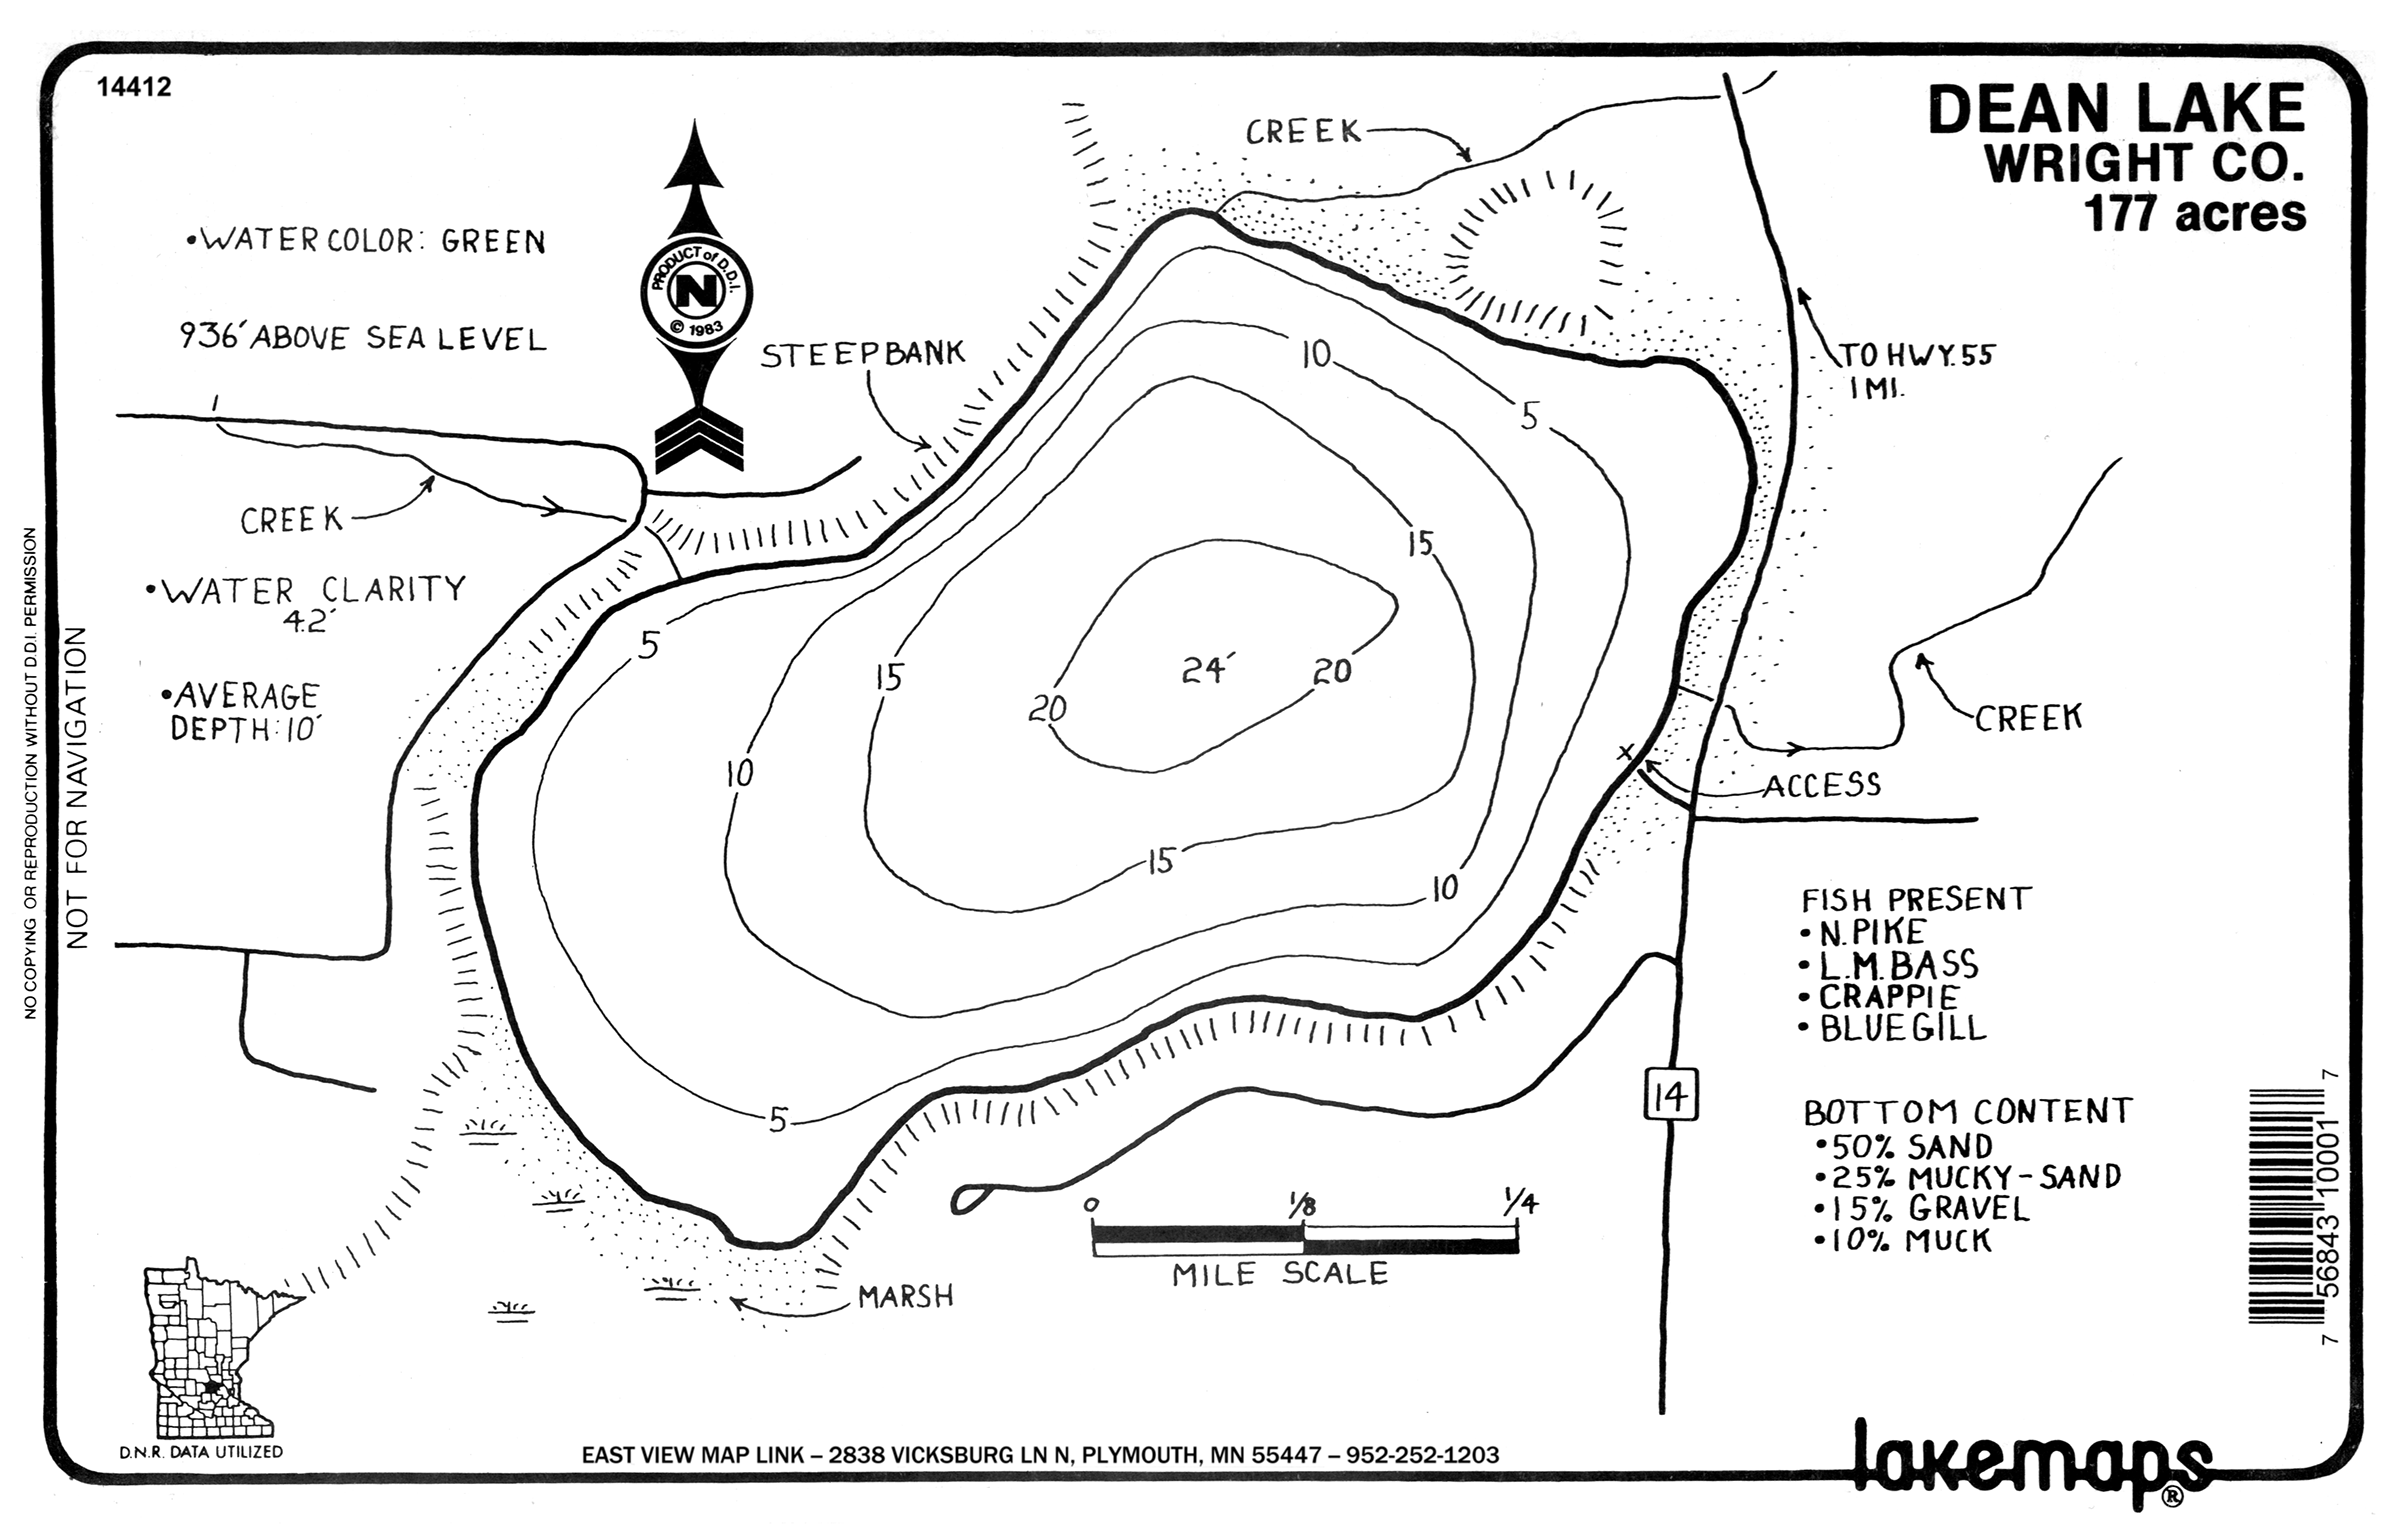 14412
DEAN LAKE
WRIGHT CO.
177 acres
•WATER COLOR: GREEN
936' ABOVE SEA LEVEL
PRODUCT of D.D.I.
N
© 1983
STEEP BANK
CREEK
TO HWY. 55
1 MI.
CREEK
•WATER CLARITY
4.2'
•AVERAGE
DEPTH: 10'
10
5
15
5
15
24'
20
20
10
15
10
5
CREEK
X
ACCESS
14
FISH PRESENT
• N. PIKE
• L.M. BASS
• CRAPPIE
• BLUEGILL
BOTTOM CONTENT
•50% SAND
•25% MUCKY-SAND
•15% GRAVEL
•10% MUCK
0 1/8 1/4
MILE SCALE
MARSH
NO COPYING OR REPRODUCTION WITHOUT D.D.I. PERMISSION
NOT FOR NAVIGATION
7 56843 10001 7
D.N.R. DATA UTILIZED
EAST VIEW MAP LINK – 2838 VICKSBURG LN N, PLYMOUTH, MN 55447 – 952-252-1203
lakemaps®